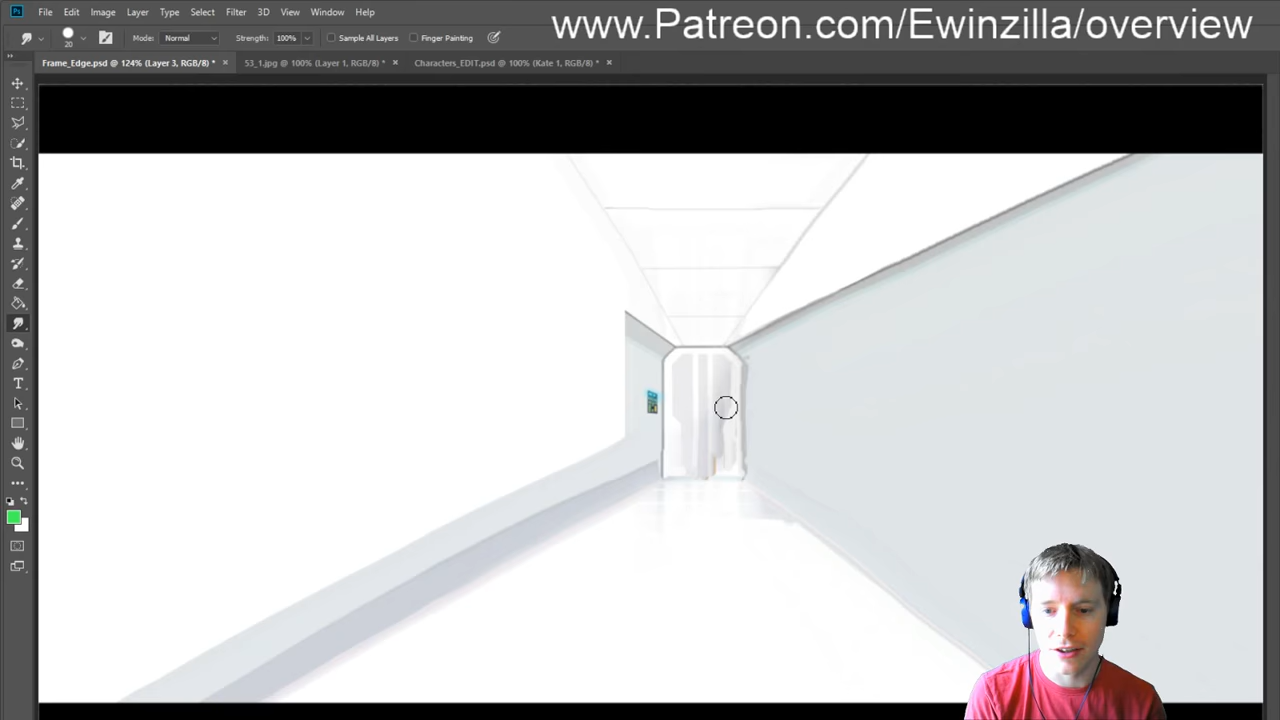 www.Patreon.com/Ewinzilla/overview
Ps File Edit Image Layer Type Select Filter 3D View Window Help
20 Mode: Normal Strength: 100% Sample All Layers Finger Painting
Frame_Edge.psd @ 124% (Layer 3, RGB/8) * × 53_1.jpg @ 100% (Layer 1, RGB/8) * × Characters_EDIT.psd @ 100% (Kate 1, RGB/8) * ×
T